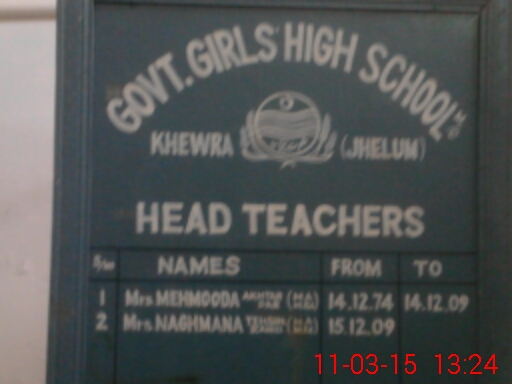 GOVT. GIRLS' HIGH SCHOOL
KHEWRA (JHELUM)
HEAD TEACHERS
NAMES FROM TO
1 Mrs MEHMOODA AKHTAR 14.12.74 14.12.09
2 Mrs. NAGHMANA 15.12.09
11-03-15 13:24